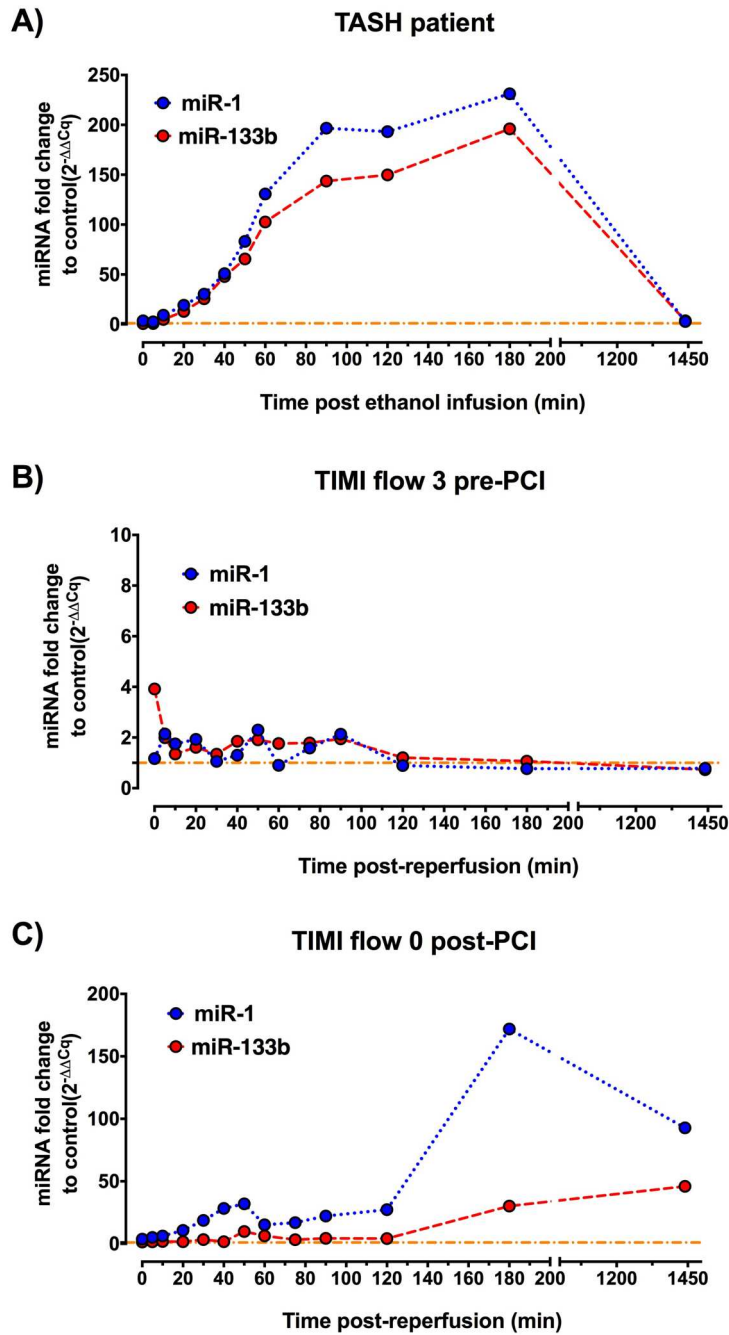 A)
TASH patient
miRNA fold change
to control(2-ΔΔCq)
250
200
150
100
50
0
miR-1
miR-133b
0 20 40 60 80 100 120 140 160 180 200 1200 1450
Time post ethanol infusion (min)
B)
TIMI flow 3 pre-PCI
miRNA fold change
to control(2-ΔΔCq)
10
8
6
4
2
0
miR-1
miR-133b
0 20 40 60 80 100 120 140 160 180 200 1200 1450
Time post-reperfusion (min)
C)
TIMI flow 0 post-PCI
miRNA fold change
to control(2-ΔΔCq)
200
150
100
50
0
miR-1
miR-133b
0 20 40 60 80 100 120 140 160 180 200 1200 1450
Time post-reperfusion (min)